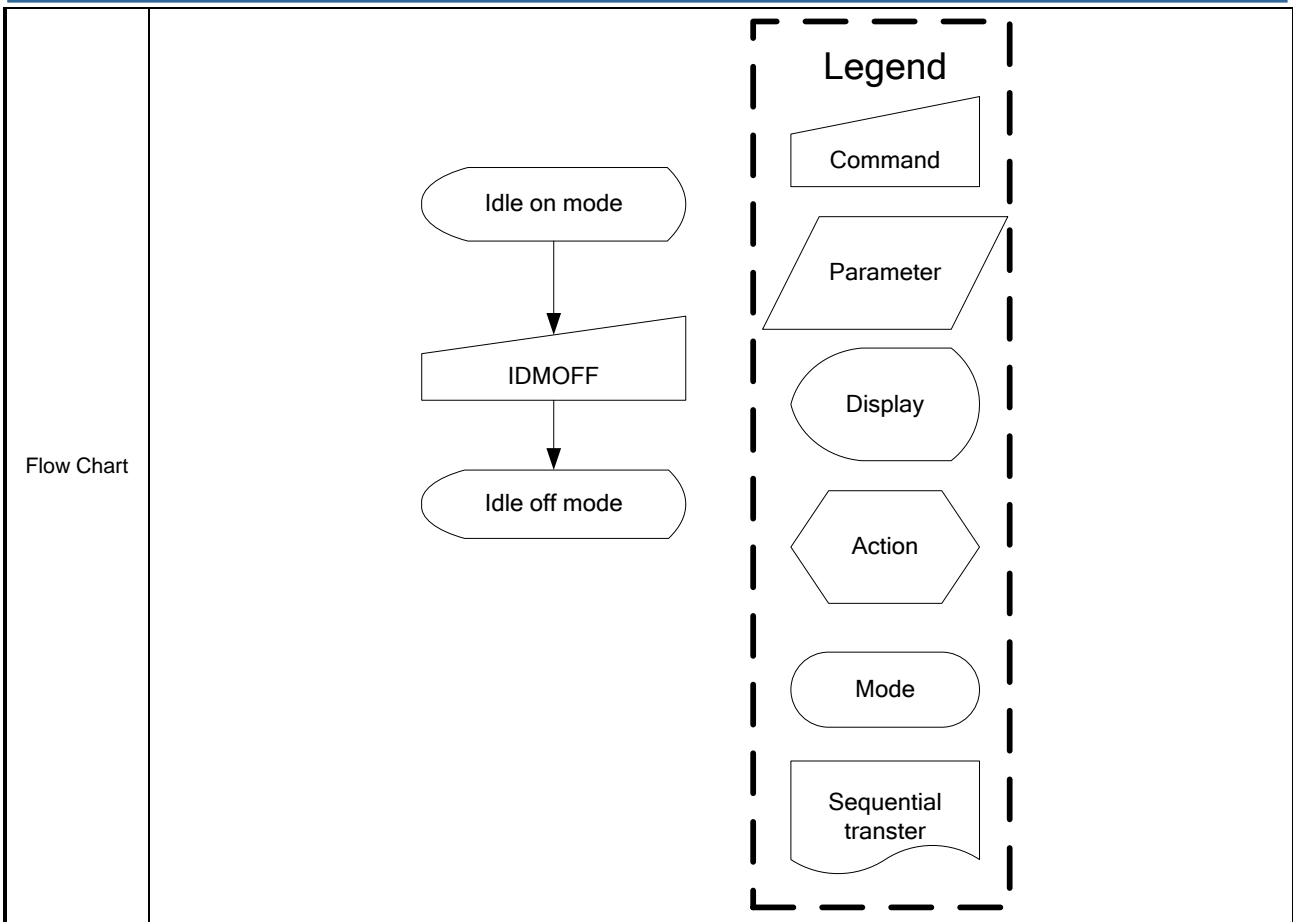 Flow Chart
Idle on mode
IDMOFF
Idle off mode
Legend
Command
Parameter
Display
Action
Mode
Sequential
transter